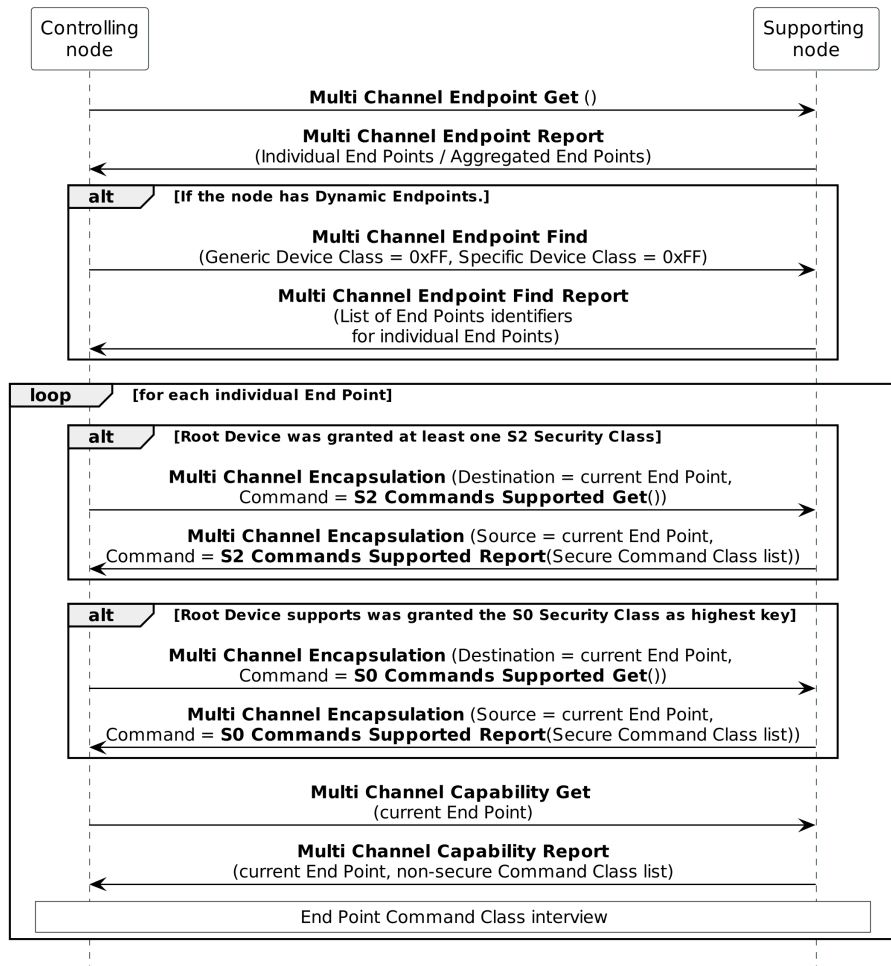 Controlling
node
Supporting
node
Multi Channel Endpoint Get ()
Multi Channel Endpoint Report
(Individual End Points / Aggregated End Points)
alt
[If the node has Dynamic Endpoints.]
Multi Channel Endpoint Find
(Generic Device Class = 0xFF, Specific Device Class = 0xFF)
Multi Channel Endpoint Find Report
(List of End Points identifiers
for individual End Points)
loop
[for each individual End Point]
alt
[Root Device was granted at least one S2 Security Class]
Multi Channel Encapsulation (Destination = current End Point,
Command = S2 Commands Supported Get())
Multi Channel Encapsulation (Source = current End Point,
Command = S2 Commands Supported Report(Secure Command Class list))
alt
[Root Device supports was granted the S0 Security Class as highest key]
Multi Channel Encapsulation (Destination = current End Point,
Command = S0 Commands Supported Get())
Multi Channel Encapsulation (Source = current End Point,
Command = S0 Commands Supported Report(Secure Command Class list))
Multi Channel Capability Get
(current End Point)
Multi Channel Capability Report
(current End Point, non-secure Command Class list)
End Point Command Class interview